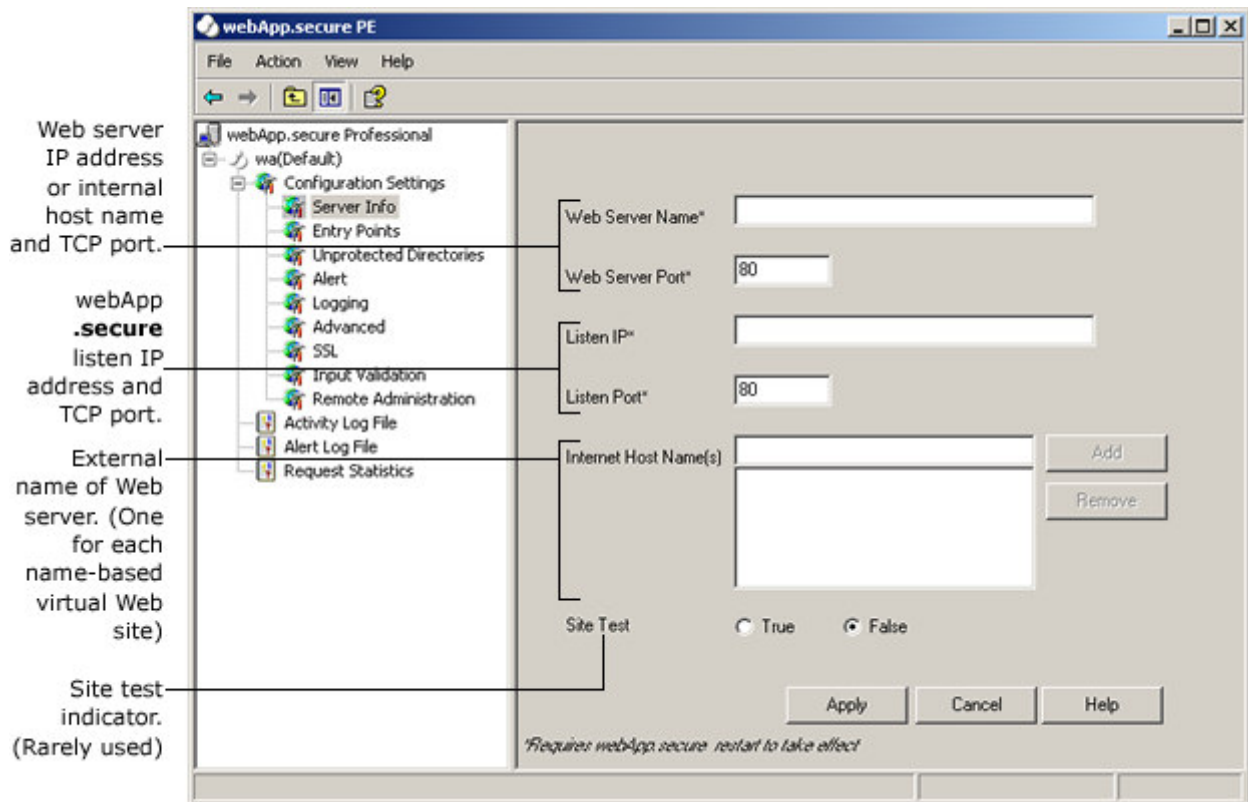 webApp.secure PE
File Action View Help
Web server
IP address
or internal
host name
and TCP port.
webApp
.secure
listen IP
address and
TCP port.
External
name of Web
server. (One
for each
name-based
virtual Web
site)
Site test
indicator.
(Rarely used)
webApp.secure Professional
wa(Default)
Configuration Settings
Server Info
Entry Points
Unprotected Directories
Alert
Logging
Advanced
SSL
Input Validation
Remote Administration
Activity Log File
Alert Log File
Request Statistics
Web Server Name*
Web Server Port* 80
Listen IP*
Listen Port* 80
Internet Host Name(s) Add
Remove
Site Test True False
Apply Cancel Help
*Requires webApp.secure restart to take effect